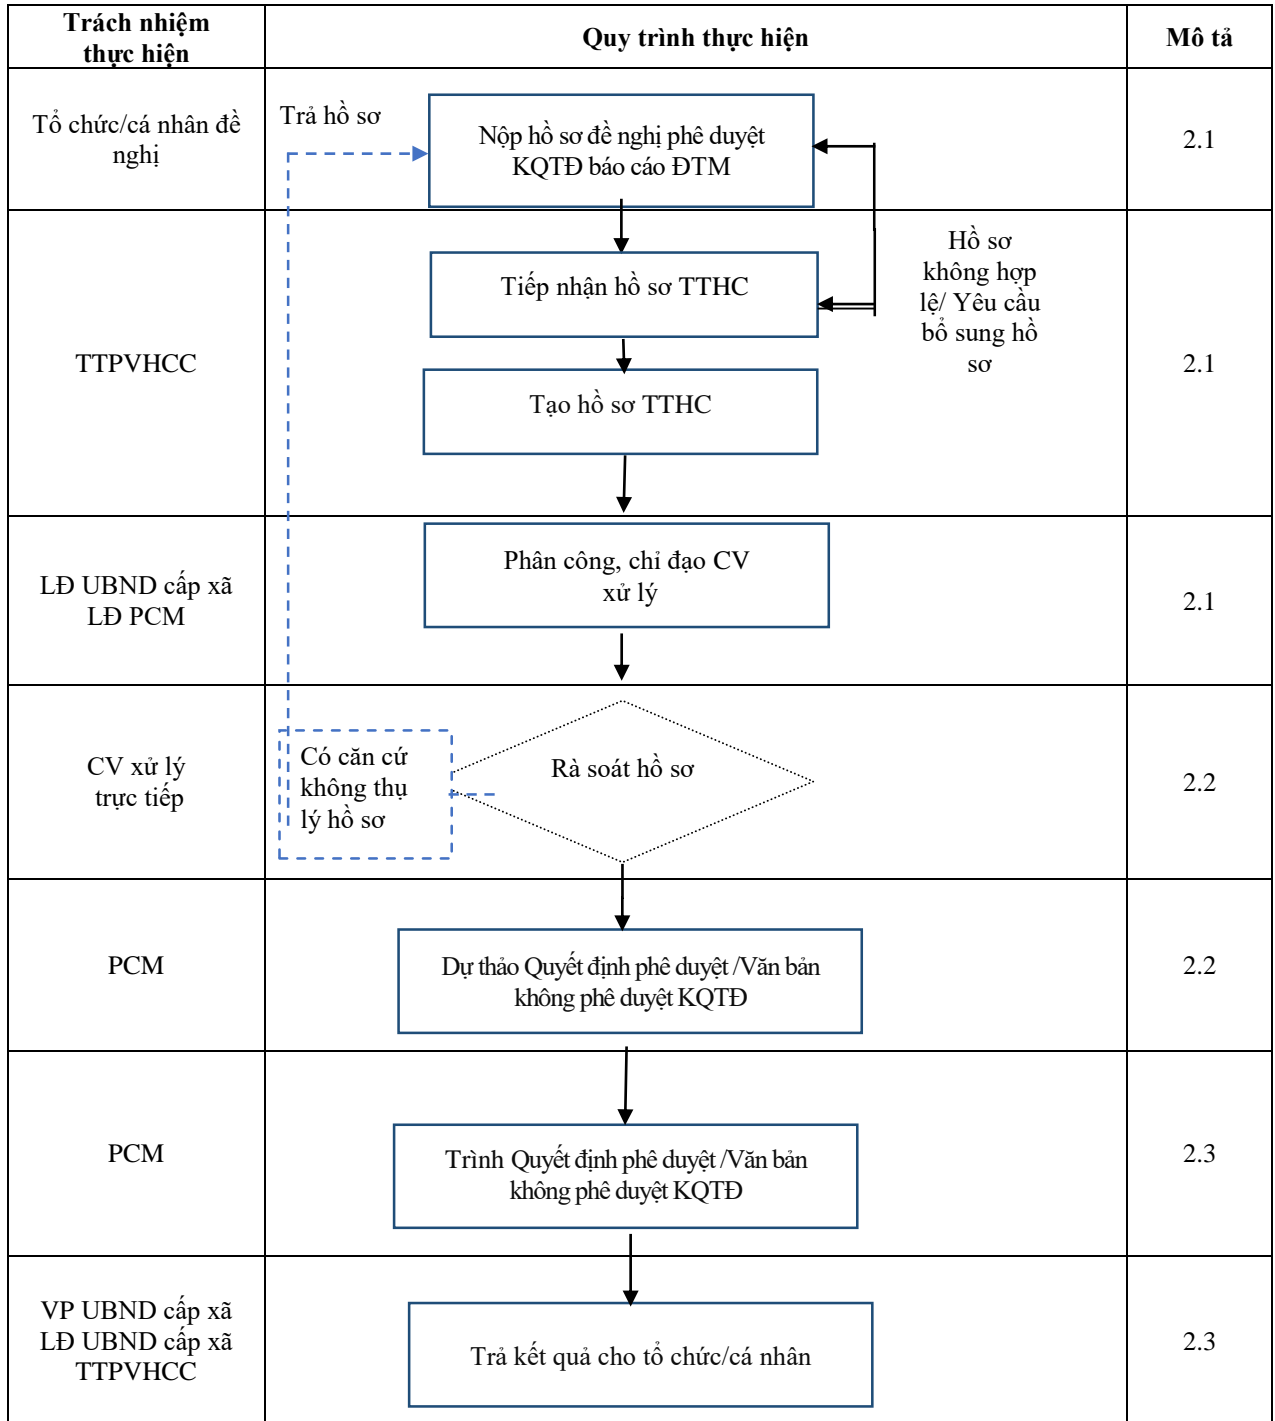 Trách nhiệm
thực hiện
Quy trình thực hiện
Mô tả
Tổ chức/cá nhân đề
nghị
Trả hồ sơ
Nộp hồ sơ đề nghị phê duyệt
KQTĐ báo cáo ĐTM
2.1
TTPVHCC
Tiếp nhận hồ sơ TTHC
Hồ sơ
không hợp
lệ/ Yêu cầu
bổ sung hồ
sơ
Tạo hồ sơ TTHC
2.1
LĐ UBND cấp xã
LĐ PCM
Phân công, chỉ đạo CV
xử lý
2.1
CV xử lý
trực tiếp
Có căn cứ
không thụ
lý hồ sơ
Rà soát hồ sơ
2.2
PCM
Dự thảo Quyết định phê duyệt /Văn bản
không phê duyệt KQTĐ
2.2
PCM
Trình Quyết định phê duyệt /Văn bản
không phê duyệt KQTĐ
2.3
VP UBND cấp xã
LĐ UBND cấp xã
TTPVHCC
Trả kết quả cho tổ chức/cá nhân
2.3